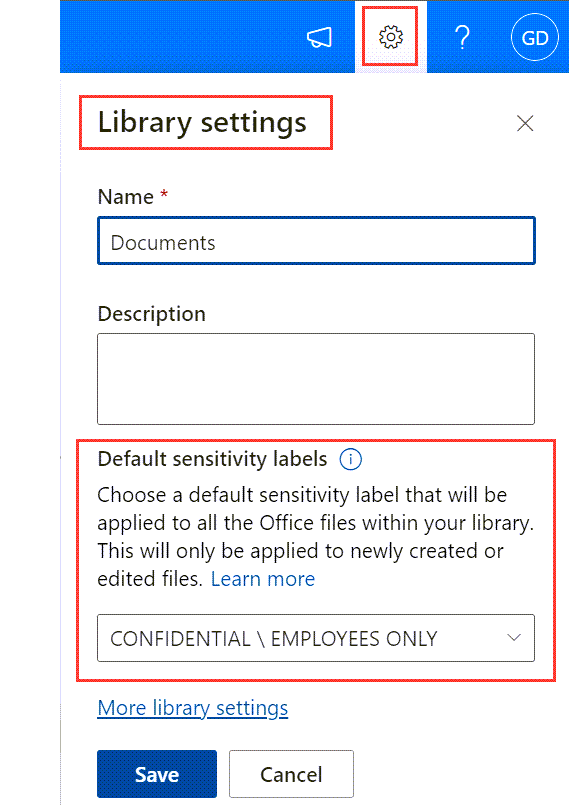 ? GD
Library settings
Name *
Documents
Description
Default sensitivity labels i
Choose a default sensitivity label that will be
applied to all the Office files within your library.
This will only be applied to newly created or
edited files. Learn more
CONFIDENTIAL \ EMPLOYEES ONLY
More library settings
Save Cancel